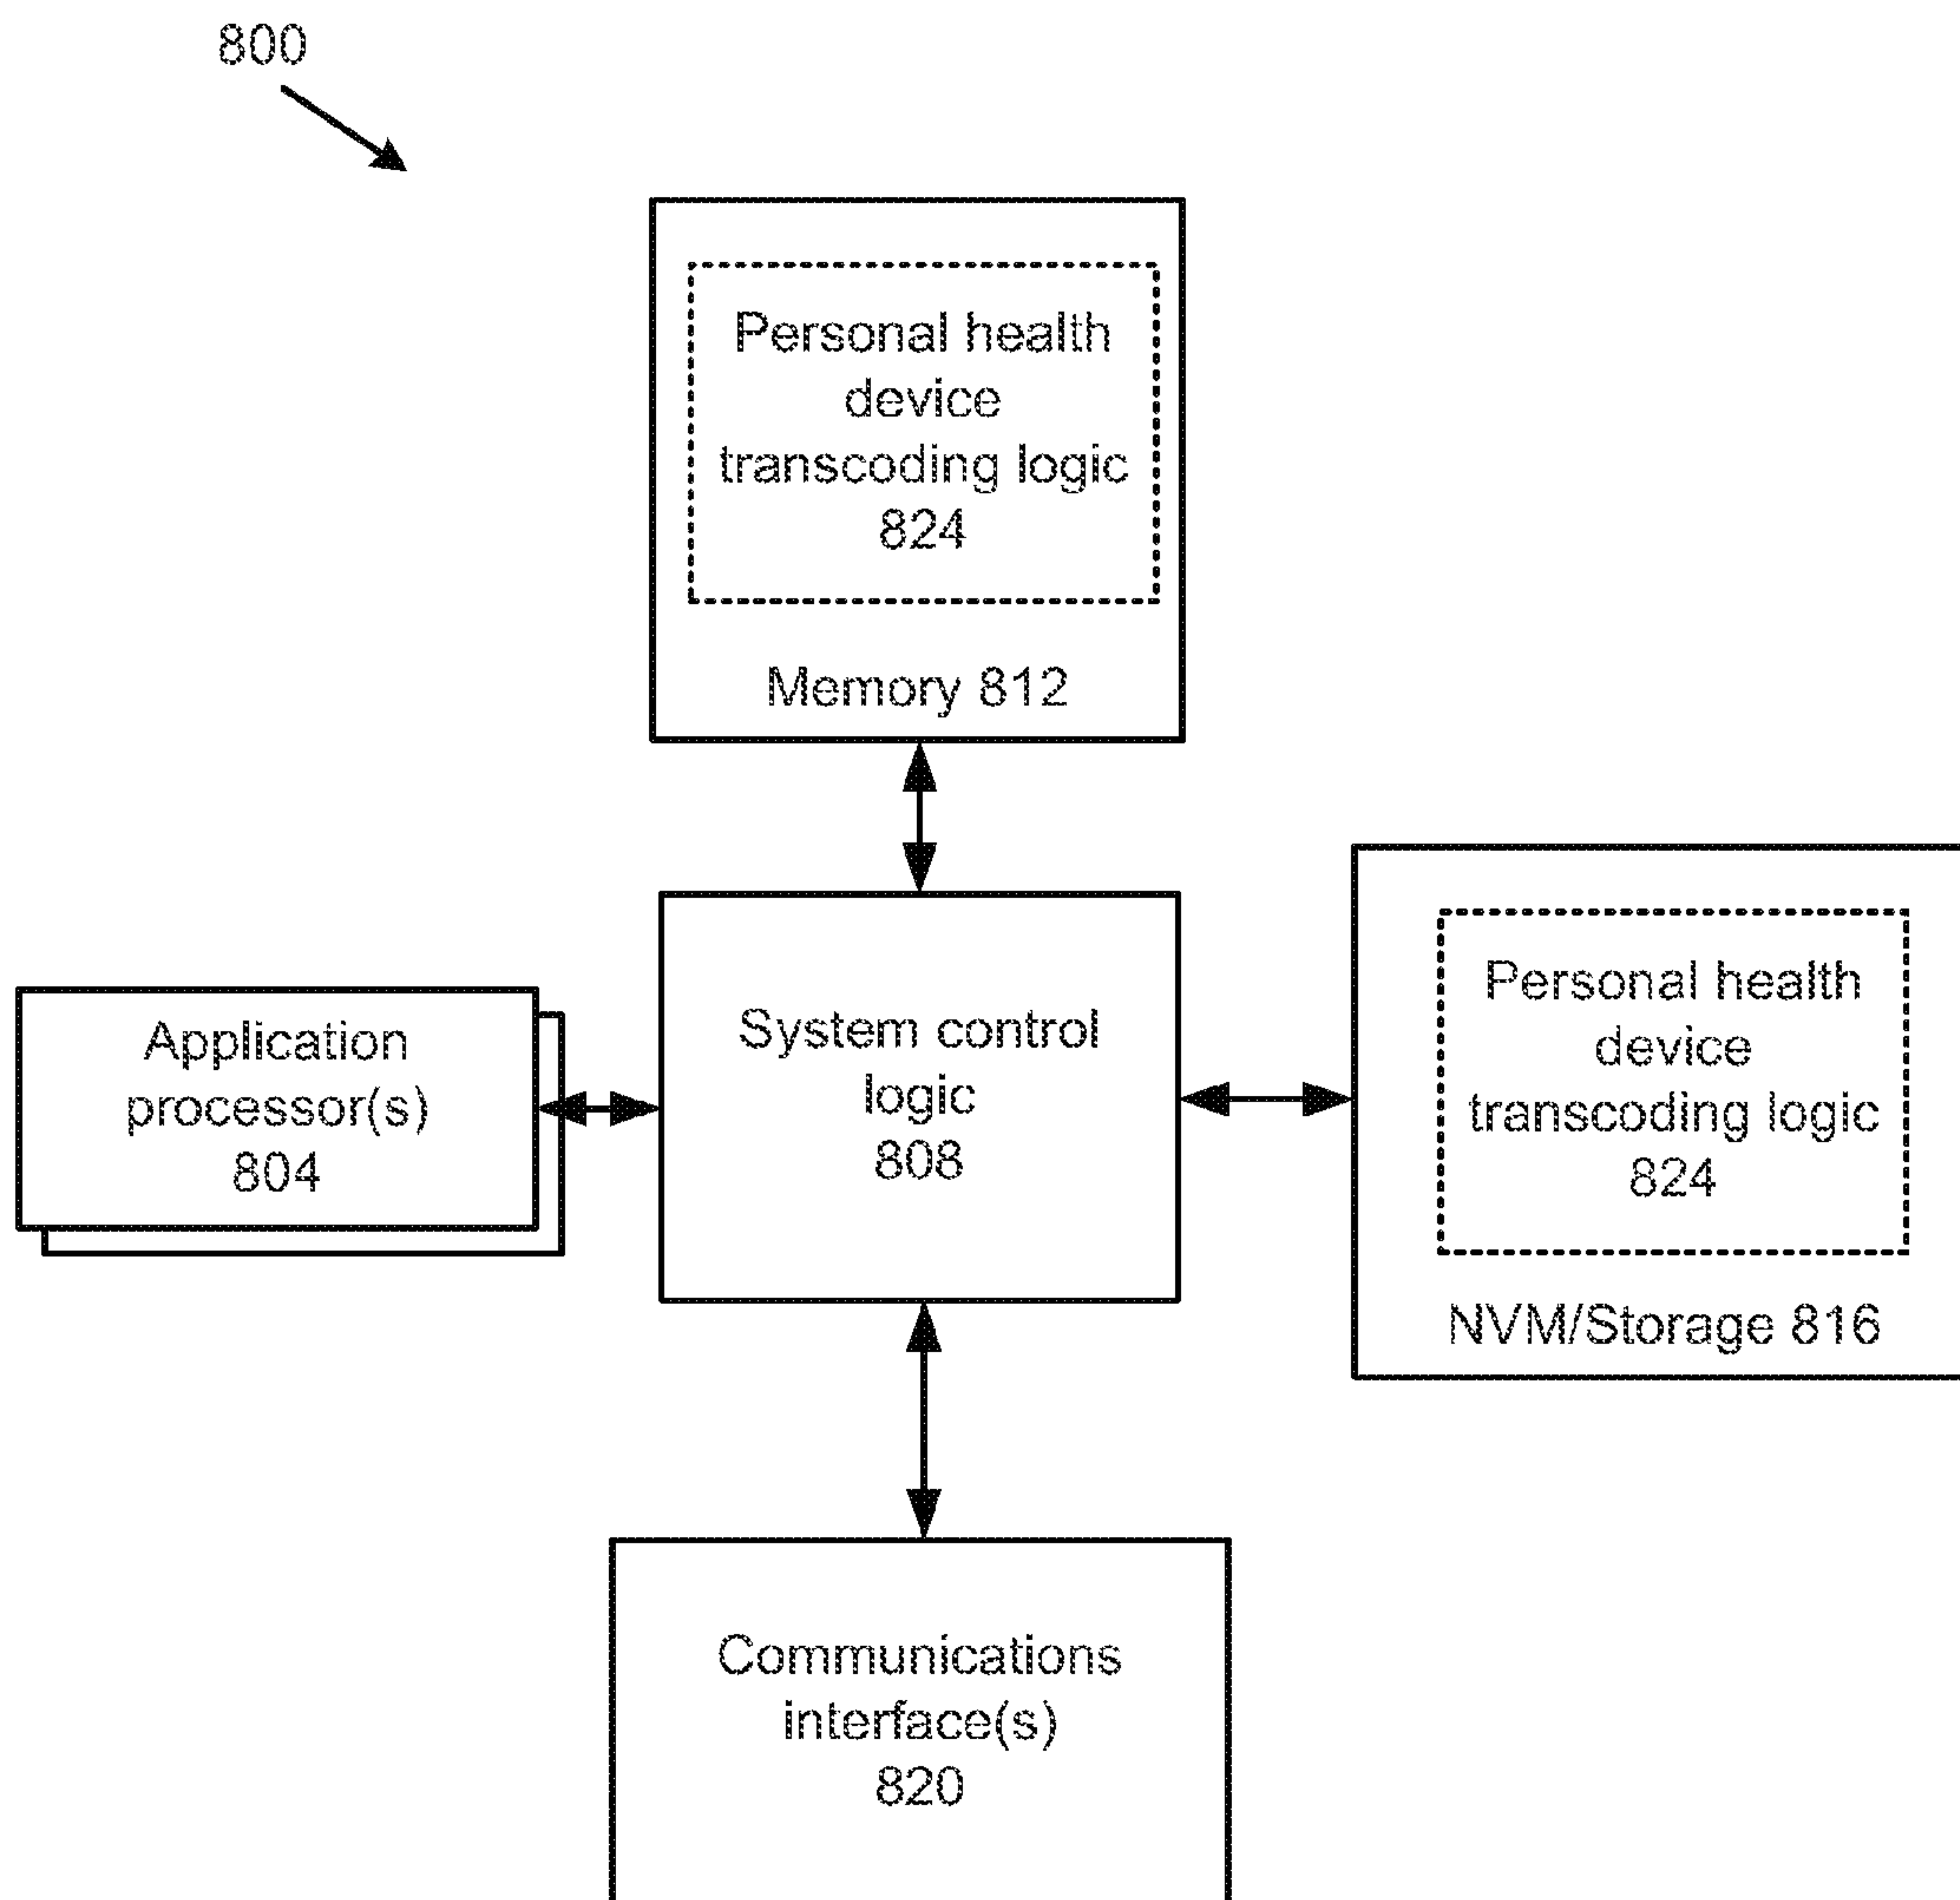 800
Personal health
device
transcoding logic
824
Memory 812
Application
processor(s)
804
System control
logic
808
Personal health
device
transcoding logic
824
NVM/Storage 816
Communications
interface(s)
820